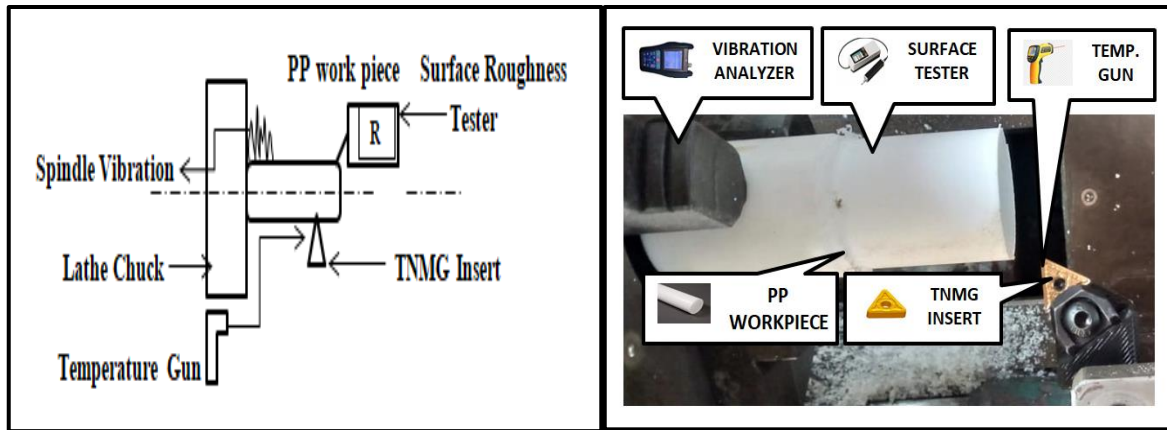 PP work piece
Surface Roughness
Tester
R
Spindle Vibration
Lathe Chuck
TNMG Insert
Temperature Gun
VIBRATION
ANALYZER
SURFACE
TESTER
TEMP.
GUN
PP
WORKPIECE
TNMG
INSERT